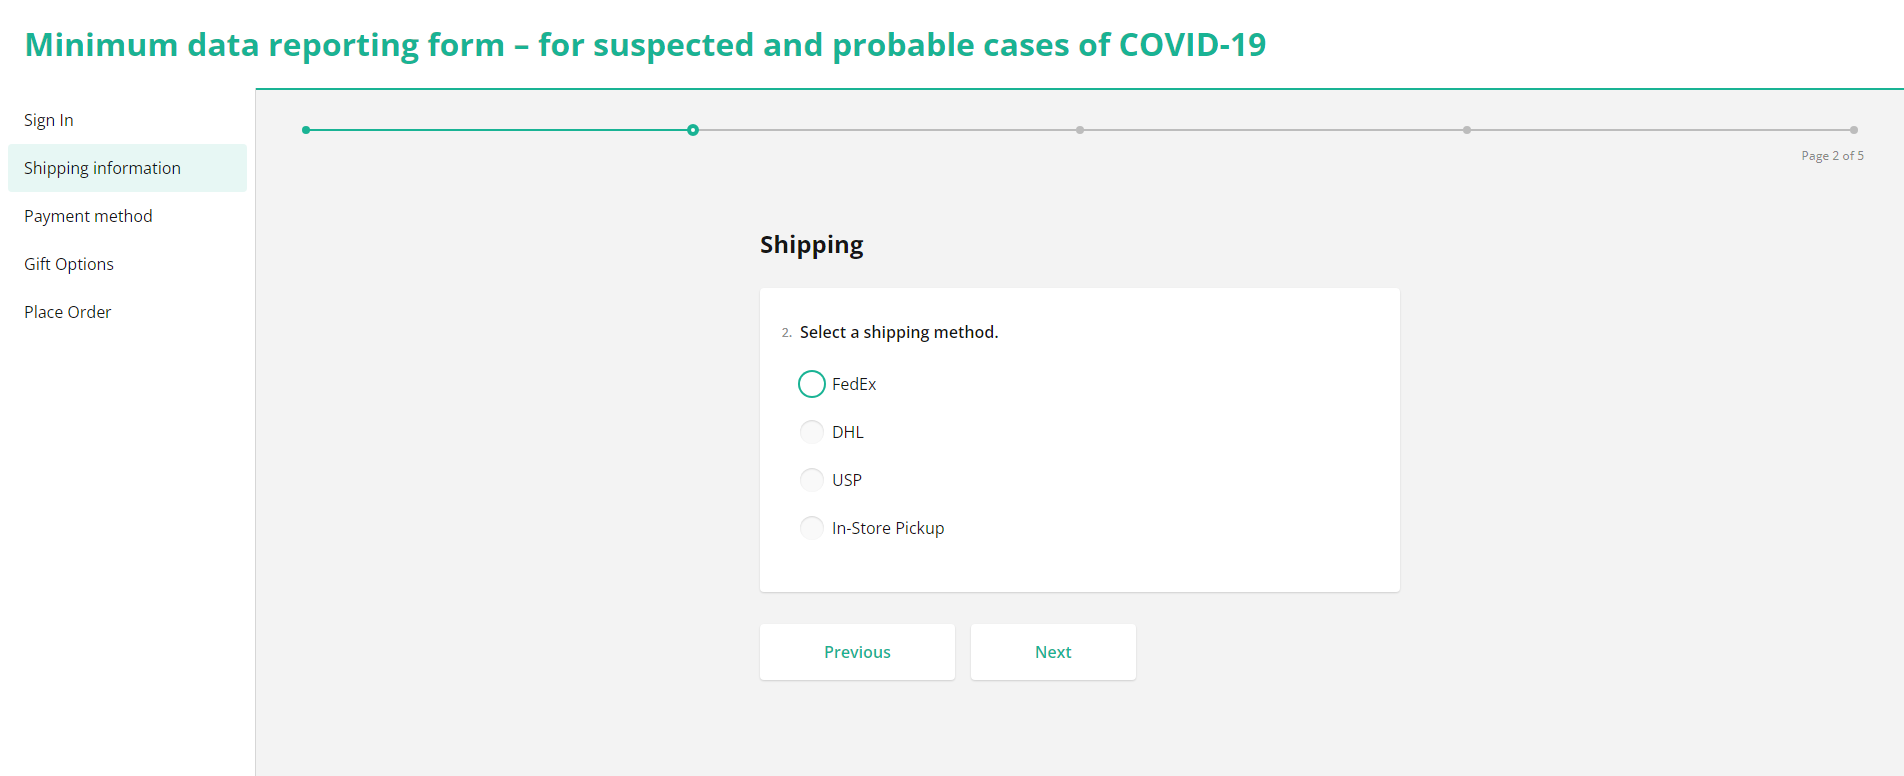 Minimum data reporting form – for suspected and probable cases of COVID-19
Sign In
Shipping information
Payment method
Gift Options
Place Order
Page 2 of 5
Shipping
2. Select a shipping method.
FedEx
DHL
USP
In-Store Pickup
Previous
Next